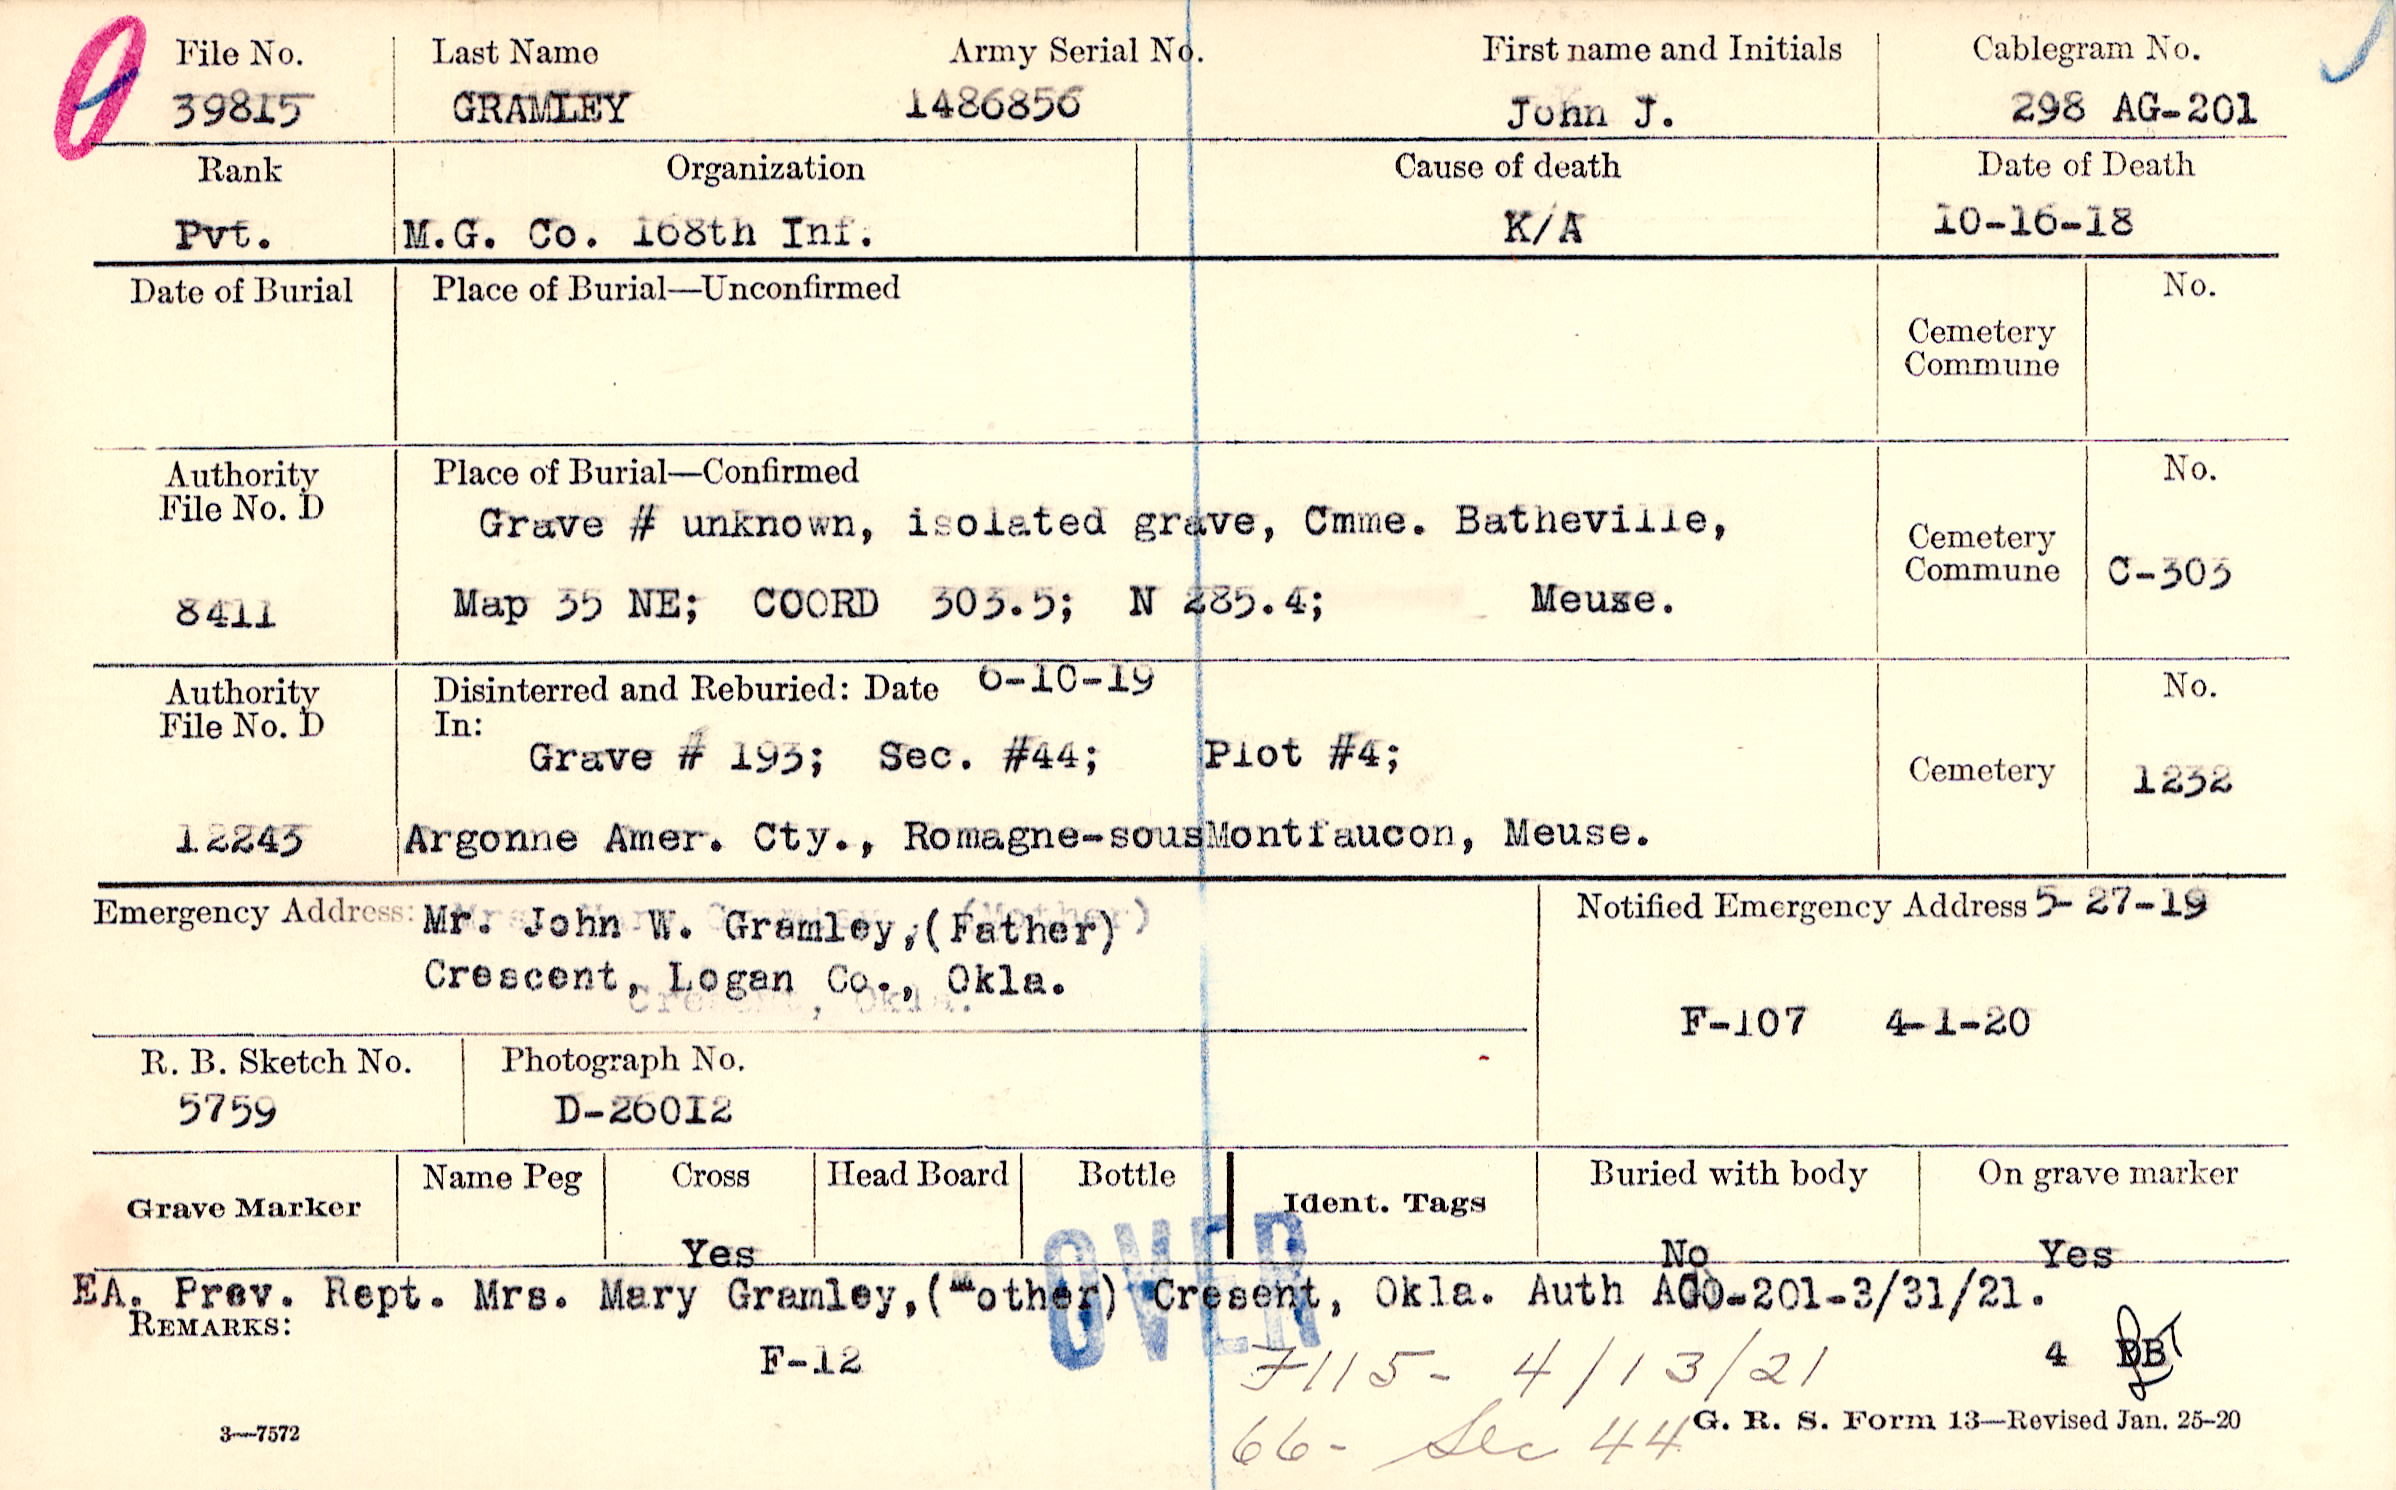 File No. Last Name Army Serial No. First name and Initials Cablegram No.
39815 GRAMLEY 1486856 John J. 298 AG-201
Rank Organization Cause of death Date of Death
Pvt. M.G. Co. 168th Inf. K/A 10-16-18
Date of Burial Place of Burial—Unconfirmed No.
Cemetery
Commune
Authority Place of Burial—Confirmed No.
File No. D Grave # unknown, isolated grave, Cmme. Batheville,
Cemetery
Commune C-303
8411 Map 35 NE; COORD 303.5; N 285.4; Meuse.
Authority Disinterred and Reburied: Date 6-10-19 No.
File No. D In:
Grave # 193; Sec. #44; Plot #4; Cemetery 1232
12243 Argonne Amer. Cty., Romagne-sousMontfaucon, Meuse.
Emergency Address: Mr. John W. Gramley,(Father) Notified Emergency Address 5-27-19
Crescent, Logan Co., Okla.
F-107 4-1-20
R. B. Sketch No. Photograph No.
5759 D-26012
Grave Marker Name Peg Cross Head Board Bottle Ident. Tags Buried with body On grave marker
Yes No Yes
OVER
EA. Prev. Rept. Mrs. Mary Gramley,(mother) Cresent, Okla. Auth AGO-201-3/31/21.
REMARKS:
F-12 F115- 4/13/21 4
66- Sec 44
3—7572 G. R. S. Form 13—Revised Jan. 25-20